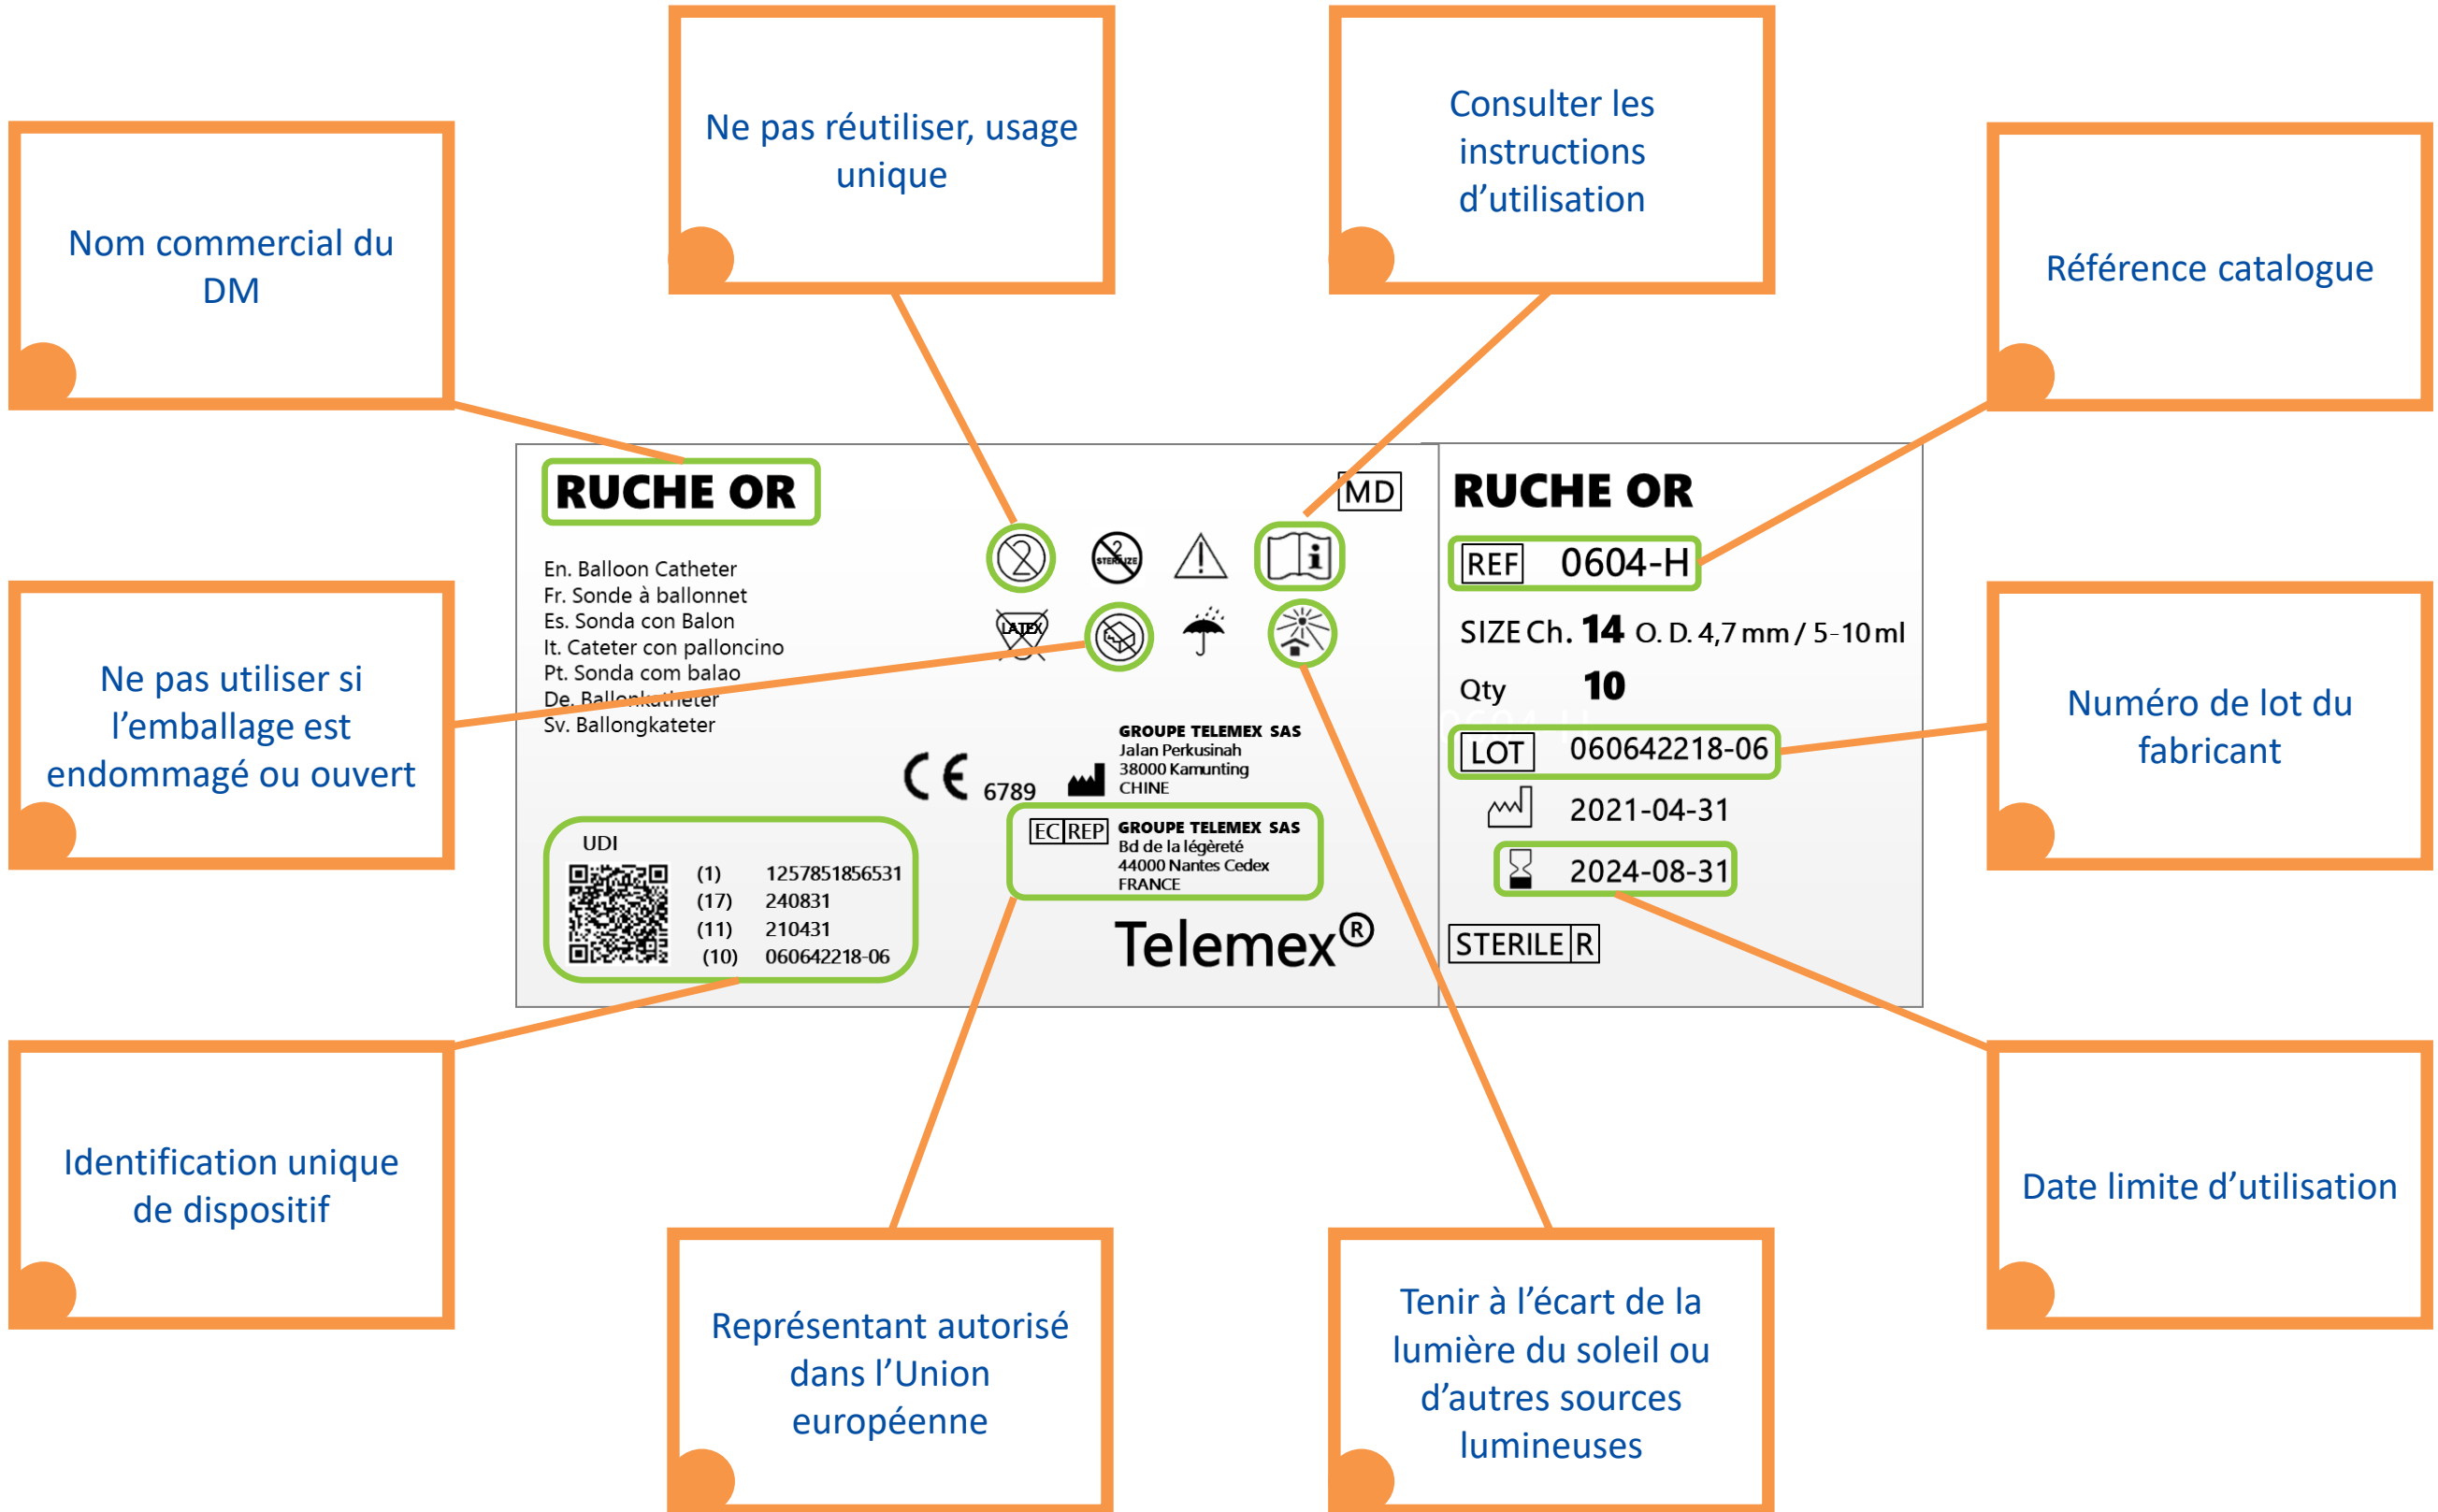 Ne pas réutiliser, usage
unique
Consulter les
instructions
d’utilisation
Nom commercial du
DM
Référence catalogue
RUCHE OR
MD
RUCHE OR
2
2
STERILIZE
i
REF 0604-H
En. Balloon Catheter
Fr. Sonde à ballonnet
Es. Sonda con Balon
It. Cateter con palloncino
Pt. Sonda com balao
De. Ballonkatheter
Sv. Ballongkateter
LATEX
SIZE Ch. 14 O. D. 4,7 mm / 5-10 ml
Qty 10
0604-H
Ne pas utiliser si
l’emballage est
endommagé ou ouvert
Numéro de lot du
fabricant
GROUPE TELEMEX SAS
Jalan Perkusinah
38000 Kamunting
CHINE
CE 6789
LOT 060642218-06
2021-04-31
EC REP GROUPE TELEMEX SAS
Bd de la légèreté
44000 Nantes Cedex
FRANCE
2024-08-31
UDI
(1) 1257851856531
(17) 240831
(11) 210431
(10) 060642218-06
Telemex®
STERILE R
Identification unique
de dispositif
Date limite d’utilisation
Représentant autorisé
dans l’Union
européenne
Tenir à l’écart de la
lumière du soleil ou
d’autres sources
lumineuses